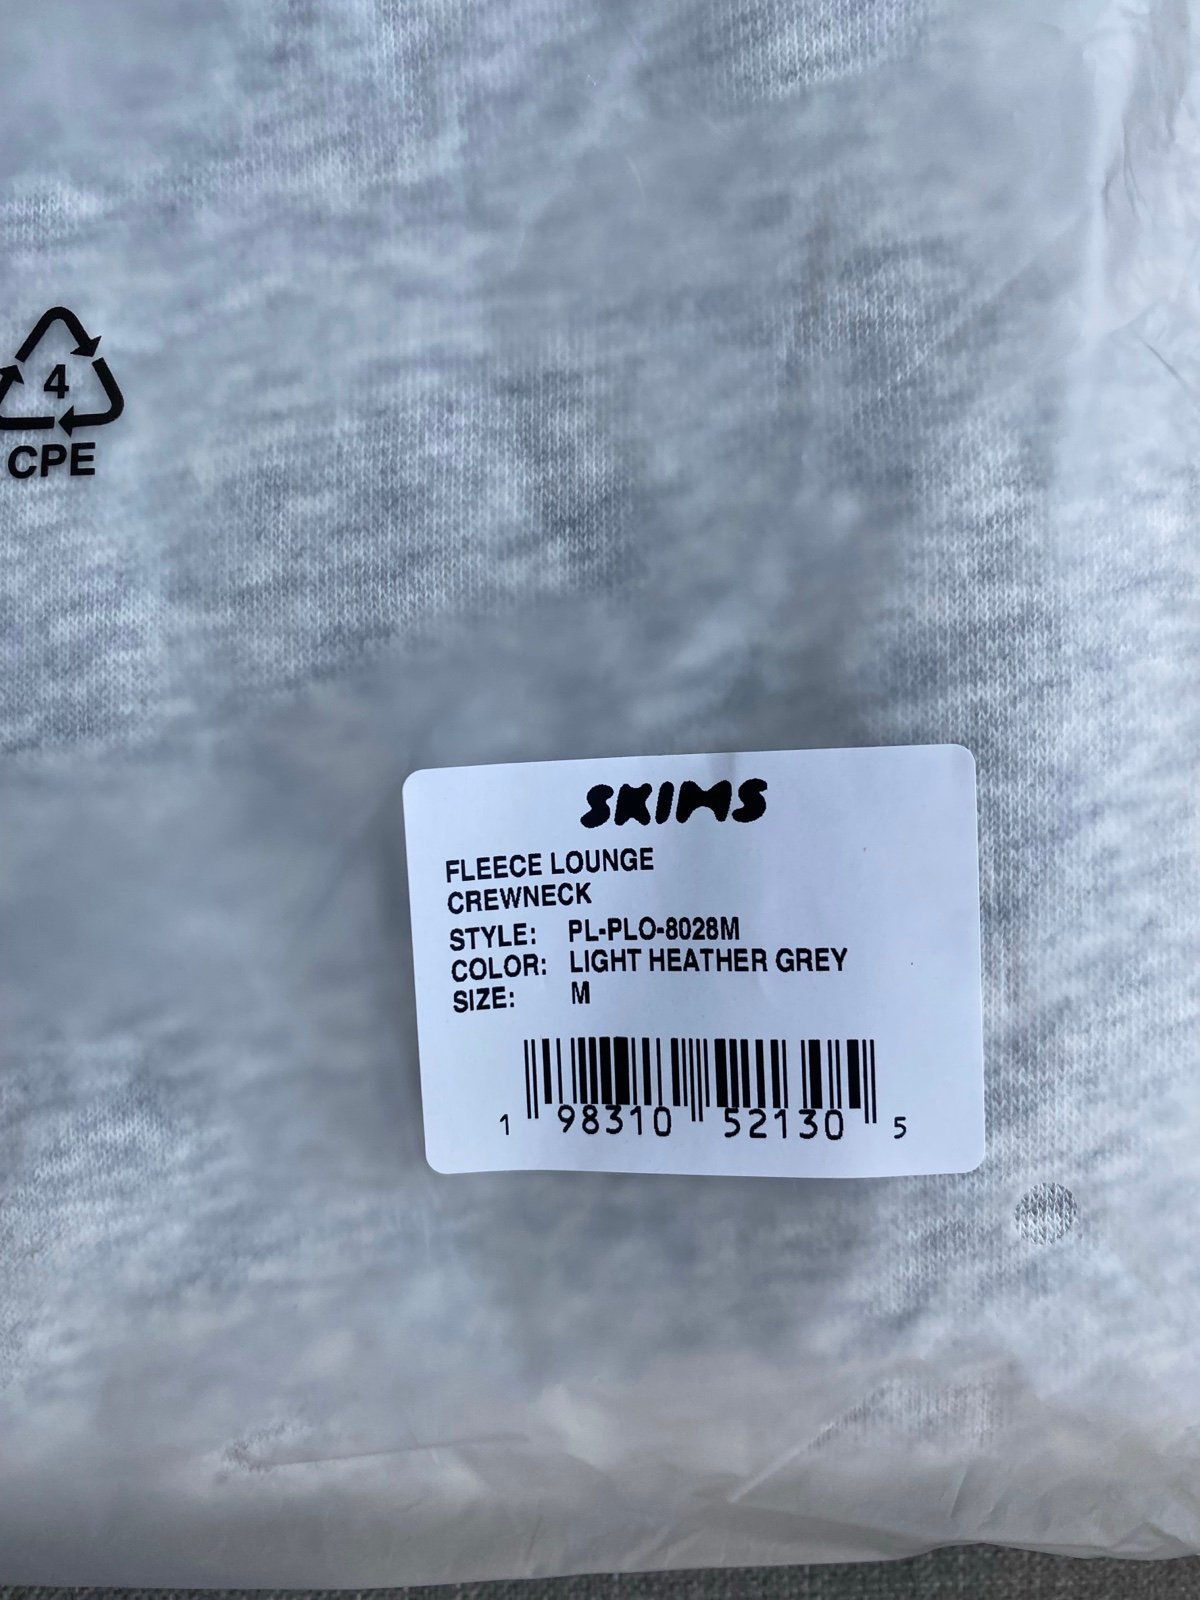 4
CPE
SKIMS
FLEECE LOUNGE
CREWNECK
STYLE: PL-PLO-8028M
COLOR: LIGHT HEATHER GREY
SIZE: M
1 98310 52130 5